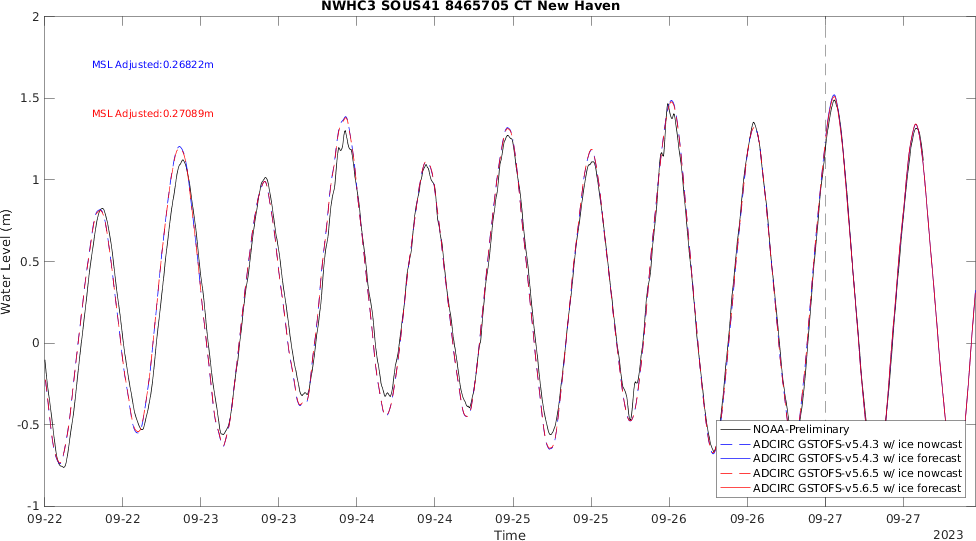 NWHC3 SOUS41 8465705 CT New Haven
2
1.5
1
0.5
0
-0.5
-1
Water Level (m)
MSL Adjusted:0.26822m
MSL Adjusted:0.27089m
NOAA-Preliminary
ADCIRC GSTOFS-v5.4.3 w/ ice nowcast
ADCIRC GSTOFS-v5.4.3 w/ ice forecast
ADCIRC GSTOFS-v5.6.5 w/ ice nowcast
ADCIRC GSTOFS-v5.6.5 w/ ice forecast
09-22 09-22 09-23 09-23 09-24 09-24 09-25 09-25 09-26 09-26 09-27 09-27
Time
2023